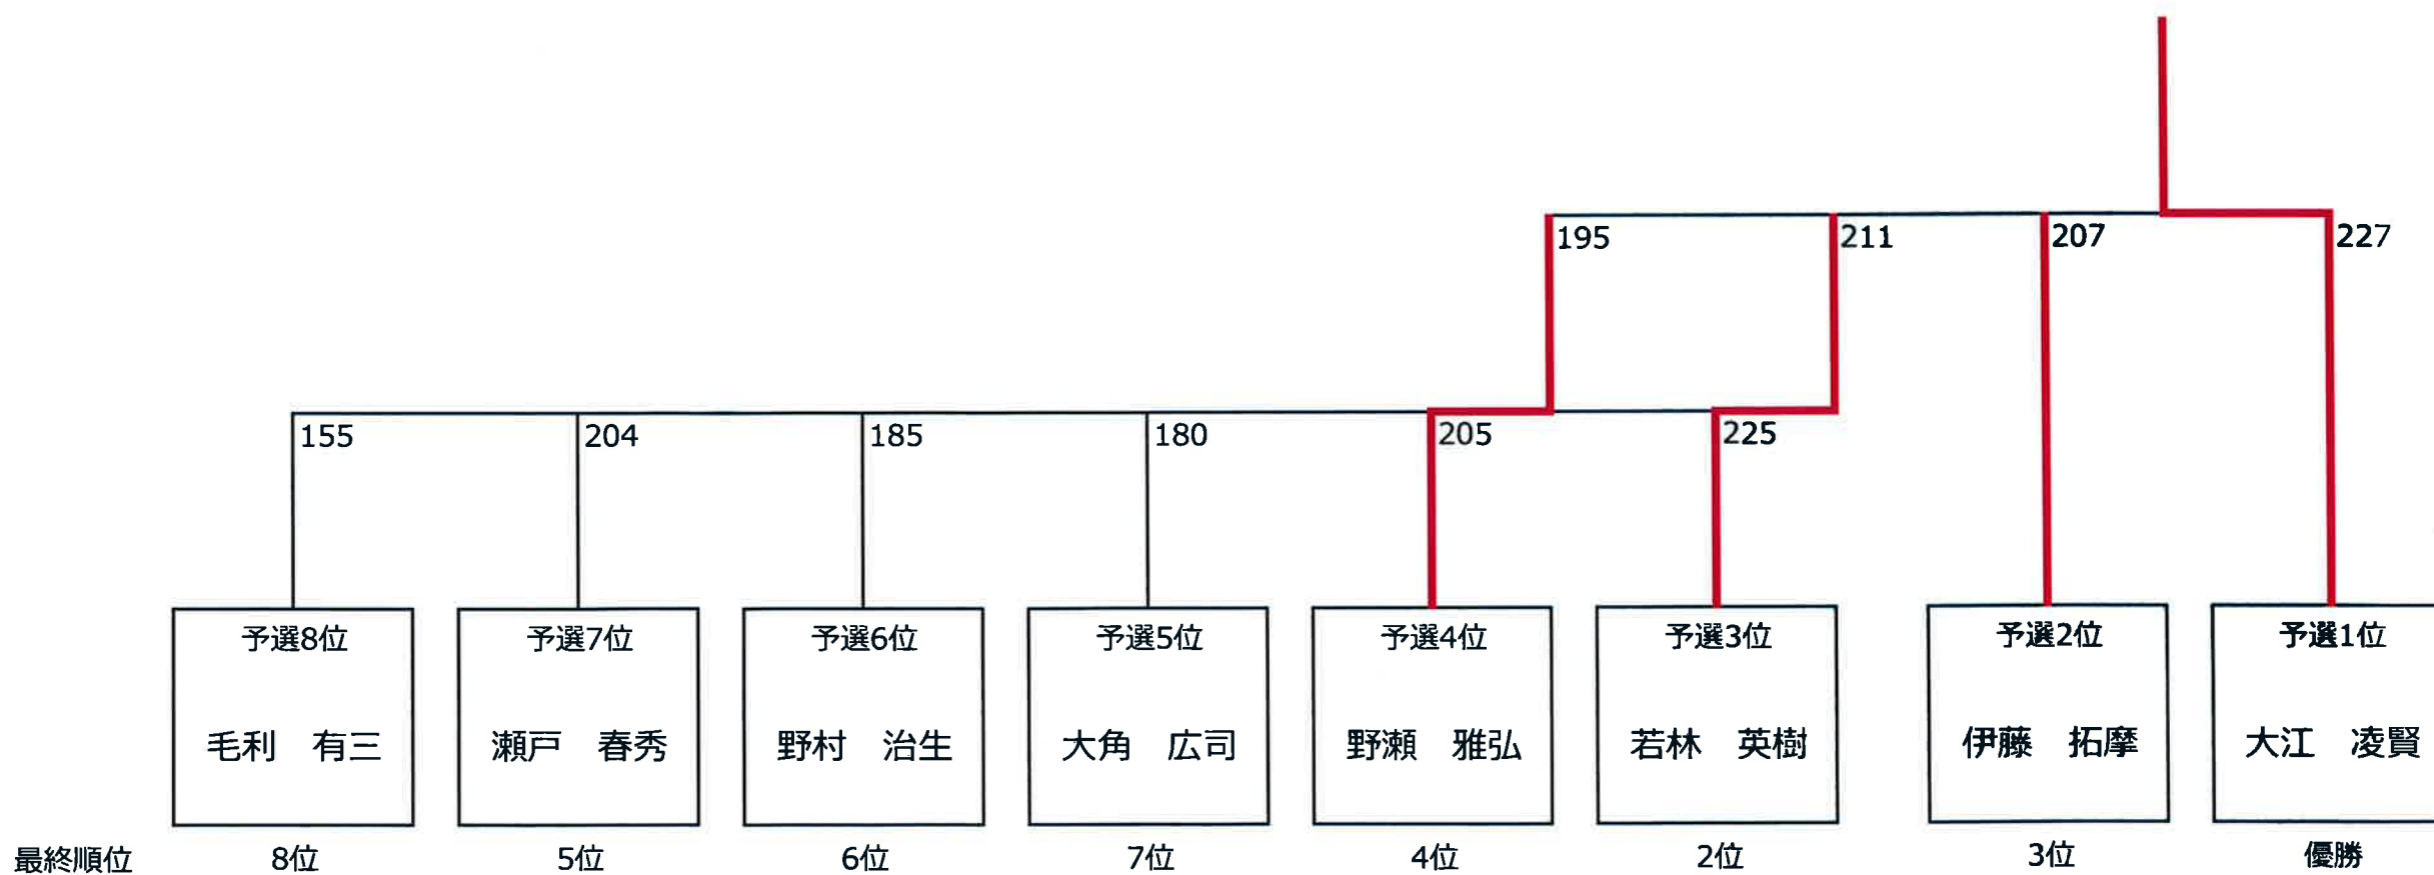 195 211 207 227
155 204 185 180 205 225
予選8位 予選7位 予選6位 予選5位 予選4位 予選3位 予選2位 予選1位
毛利　有三 瀬戸　春秀 野村　治生 大角　広司 野瀬　雅弘 若林　英樹 伊藤　拓摩 大江　凌賢
最終順位 8位 5位 6位 7位 4位 2位 3位 優勝